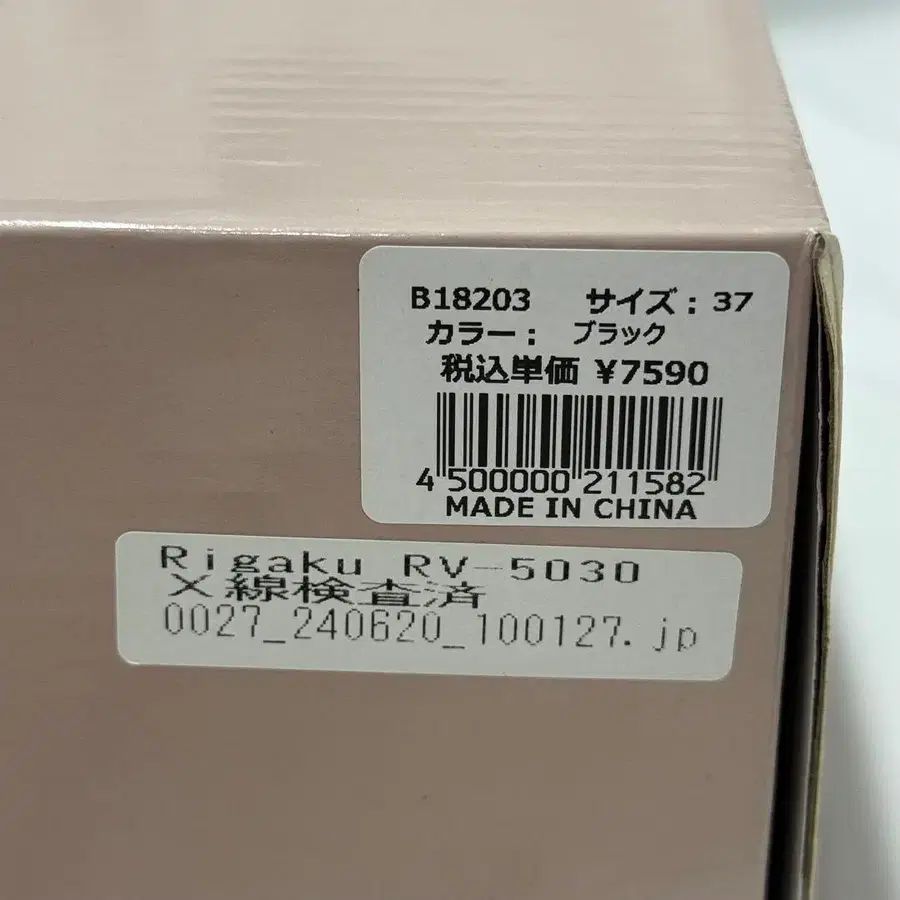 B18203 サイズ: 37
カラー: ブラック
税込単価 ¥7590
4 500000 211582
MADE IN CHINA
Rigaku RV-5030
X線検査済
0027_240620_100127.jp